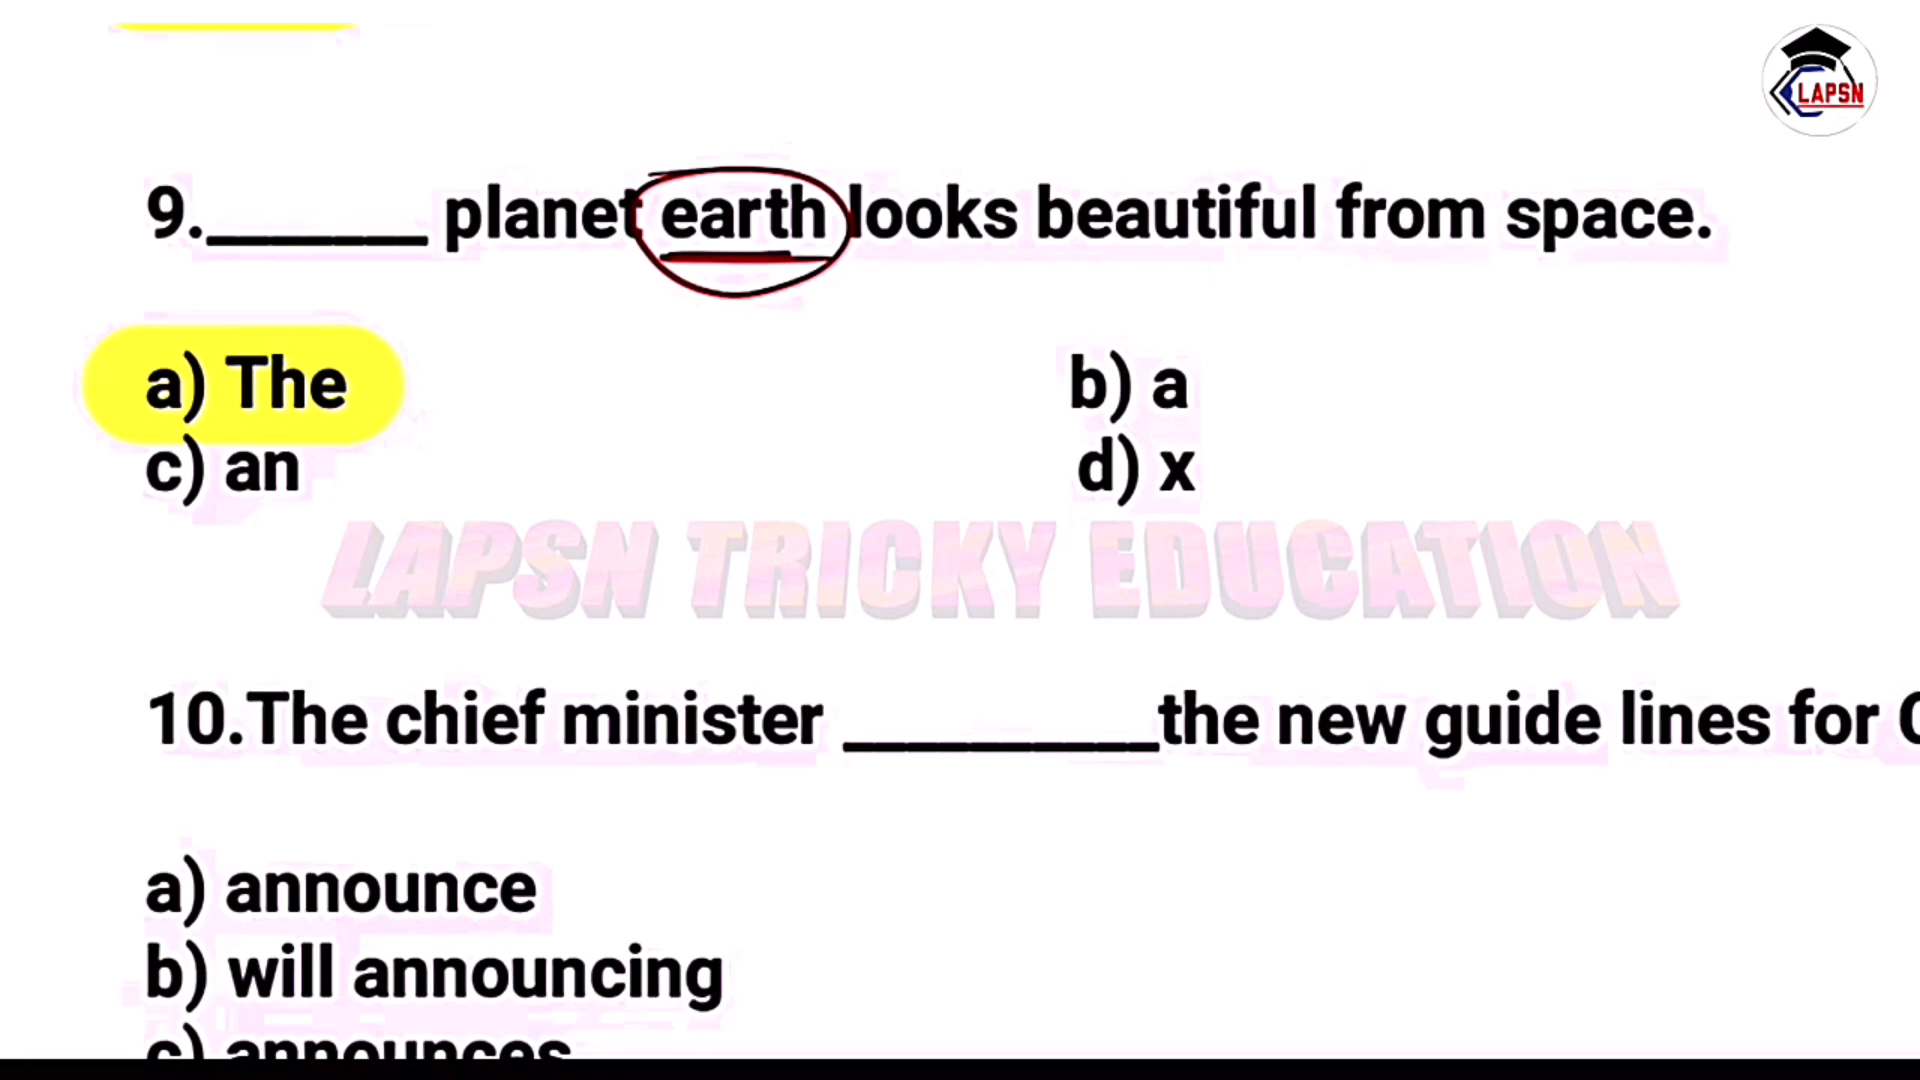 LAPSN
9.______ planet earth looks beautiful from space.
a) The
b) a
c) an
d) x
LAPSN TRICKY EDUCATION
10.The chief minister _________the new guide lines for
a) announce
b) will announcing
c) announces